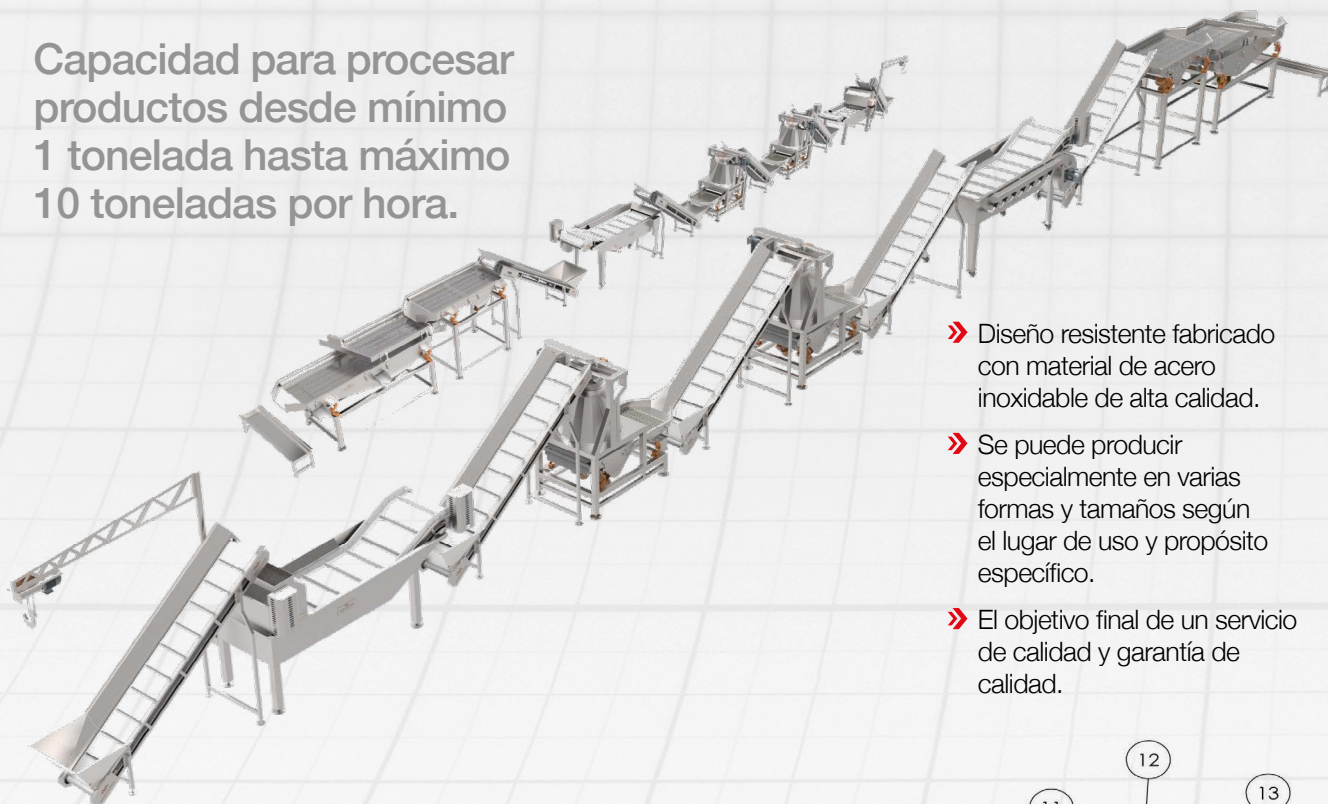 Capacidad para procesar
productos desde mínimo
1 tonelada hasta máximo
10 toneladas por hora.
Diseño resistente fabricado
con material de acero
inoxidable de alta calidad.
Se puede producir
especialmente en varias
formas y tamaños según
el lugar de uso y propósito
específico.
El objetivo final de un servicio
de calidad y garantía de
calidad.
12
13